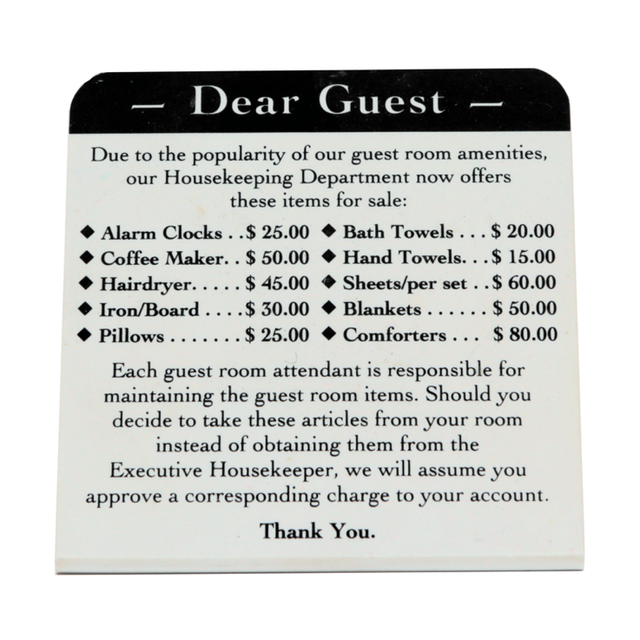 — Dear Guest —
Due to the popularity of our guest room amenities,
our Housekeeping Department now offers
these items for sale:
◆ Alarm Clocks . . $ 25.00 ◆ Bath Towels . . . $ 20.00
◆ Coffee Maker. . $ 50.00 ◆ Hand Towels. . . $ 15.00
◆ Hairdryer. . . . . $ 45.00 ◆ Sheets/per set . . $ 60.00
◆ Iron/Board . . . . $ 30.00 ◆ Blankets . . . . . . $ 50.00
◆ Pillows . . . . . . . $ 25.00 ◆ Comforters . . . $ 80.00
Each guest room attendant is responsible for
maintaining the guest room items. Should you
decide to take these articles from your room
instead of obtaining them from the
Executive Housekeeper, we will assume you
approve a corresponding charge to your account.
Thank You.